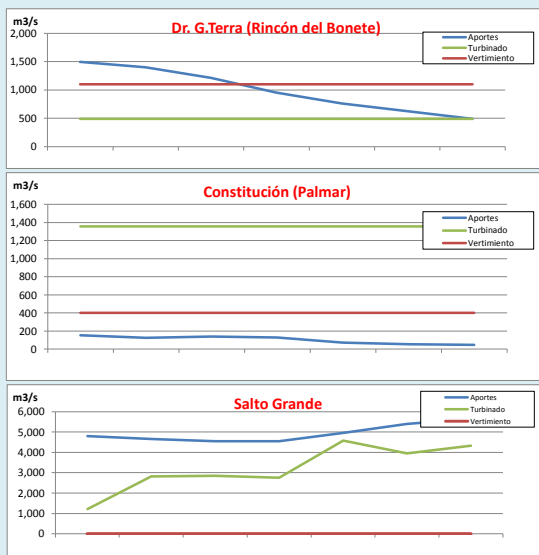 m3/s
Dr. G.Terra (Rincón del Bonete)
2,000
1,500
1,000
500
0
Aportes
Turbinado
Vertimiento
m3/s
Constitución (Palmar)
1,600
1,400
1,200
1,000
800
600
400
200
0
Aportes
Turbinado
Vertimiento
m3/s
Salto Grande
6,000
5,000
4,000
3,000
2,000
1,000
0
Aportes
Turbinado
Vertimiento